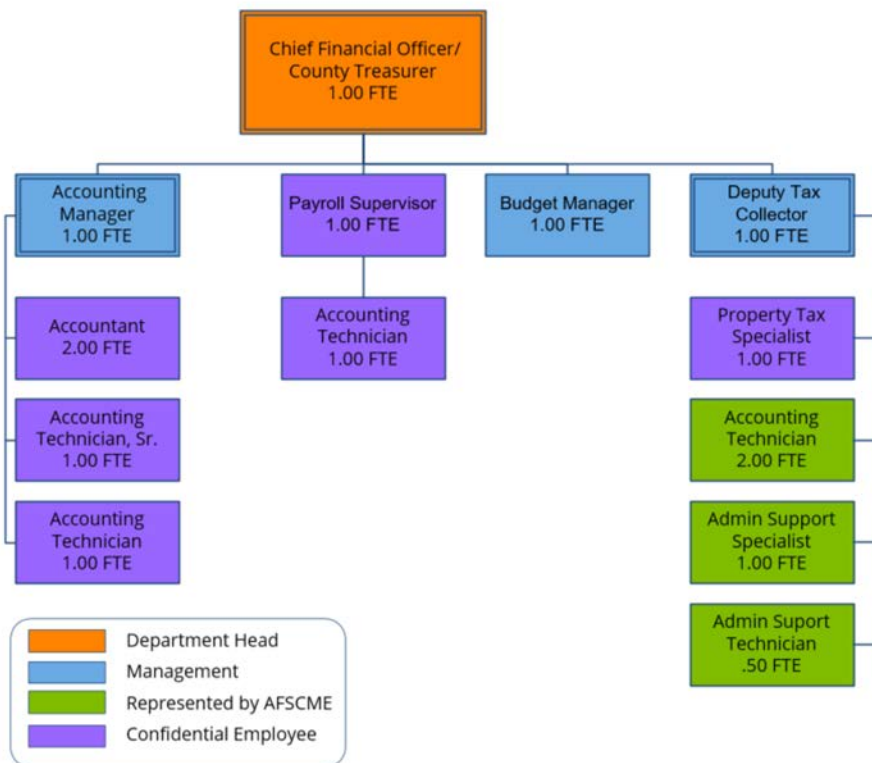 Chief Financial Officer/
County Treasurer
1.00 FTE
Accounting
Manager
1.00 FTE
Payroll Supervisor
1.00 FTE
Budget Manager
1.00 FTE
Deputy Tax
Collector
1.00 FTE
Accountant
2.00 FTE
Accounting
Technician, Sr.
1.00 FTE
Accounting
Technician
1.00 FTE
Accounting
Technician
1.00 FTE
Property Tax
Specialist
1.00 FTE
Accounting
Technician
2.00 FTE
Admin Support
Specialist
1.00 FTE
Admin Suport
Technician
.50 FTE
Department Head
Management
Represented by AFSCME
Confidential Employee